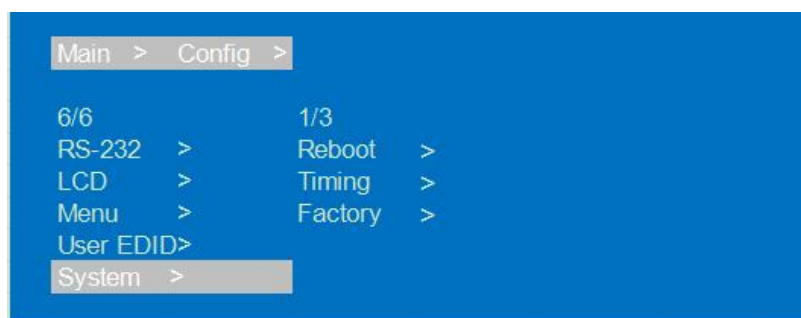 Main > Config >
6/6 1/3
RS-232 > Reboot >
LCD > Timing >
Menu > Factory >
User EDID>
System >